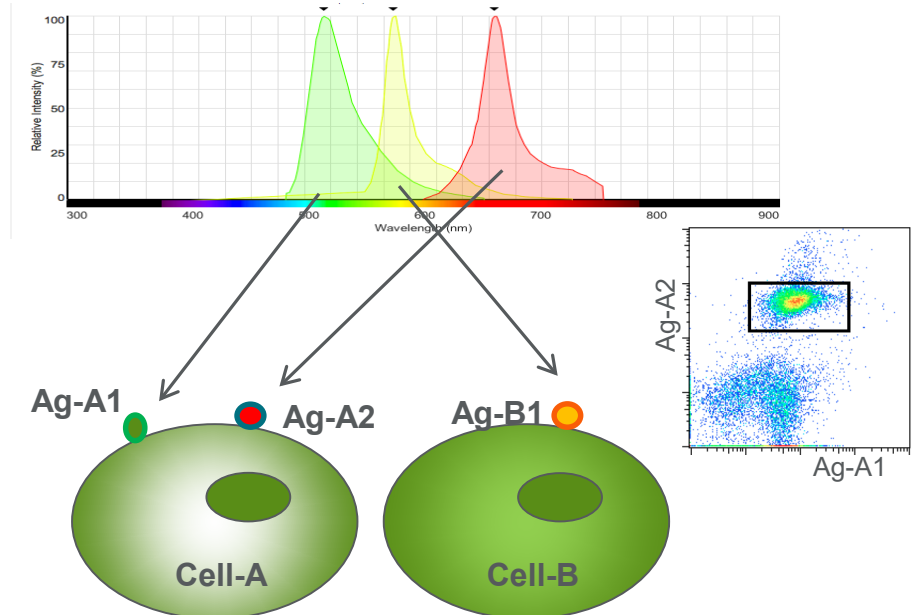 100
75
50
25
0
Relative Intensity (%)
300 400 500 600 700 800 900
Wavelength (nm)
Ag-A2
Ag-A1
Ag-A1
Ag-A2
Ag-B1
Cell-A
Cell-B